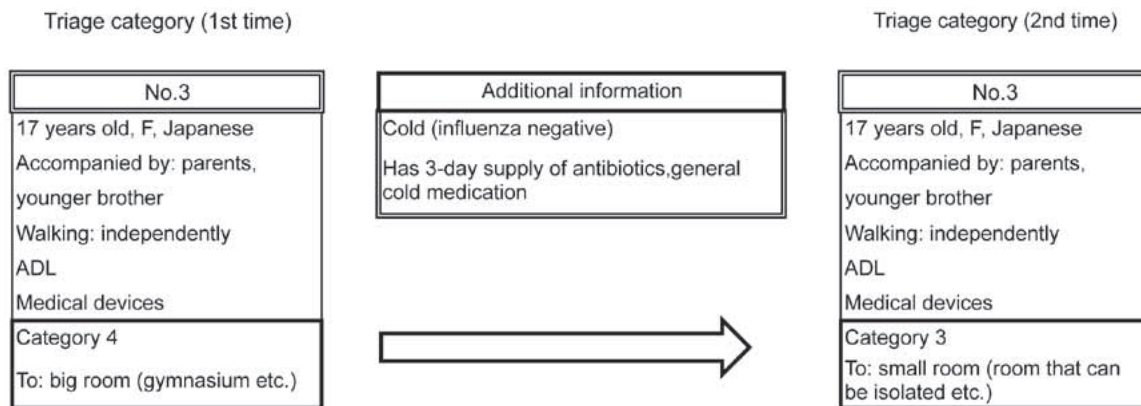 Triage category (1st time)
No.3
17 years old, F, Japanese
Accompanied by: parents,
younger brother
Walking: independently
ADL
Medical devices
Category 4
To: big room (gymnasium etc.)
Additional information
Cold (influenza negative)
Has 3-day supply of antibiotics,general
cold medication
Triage category (2nd time)
No.3
17 years old, F, Japanese
Accompanied by: parents,
younger brother
Walking: independently
ADL
Medical devices
Category 3
To: small room (room that can
be isolated etc.)